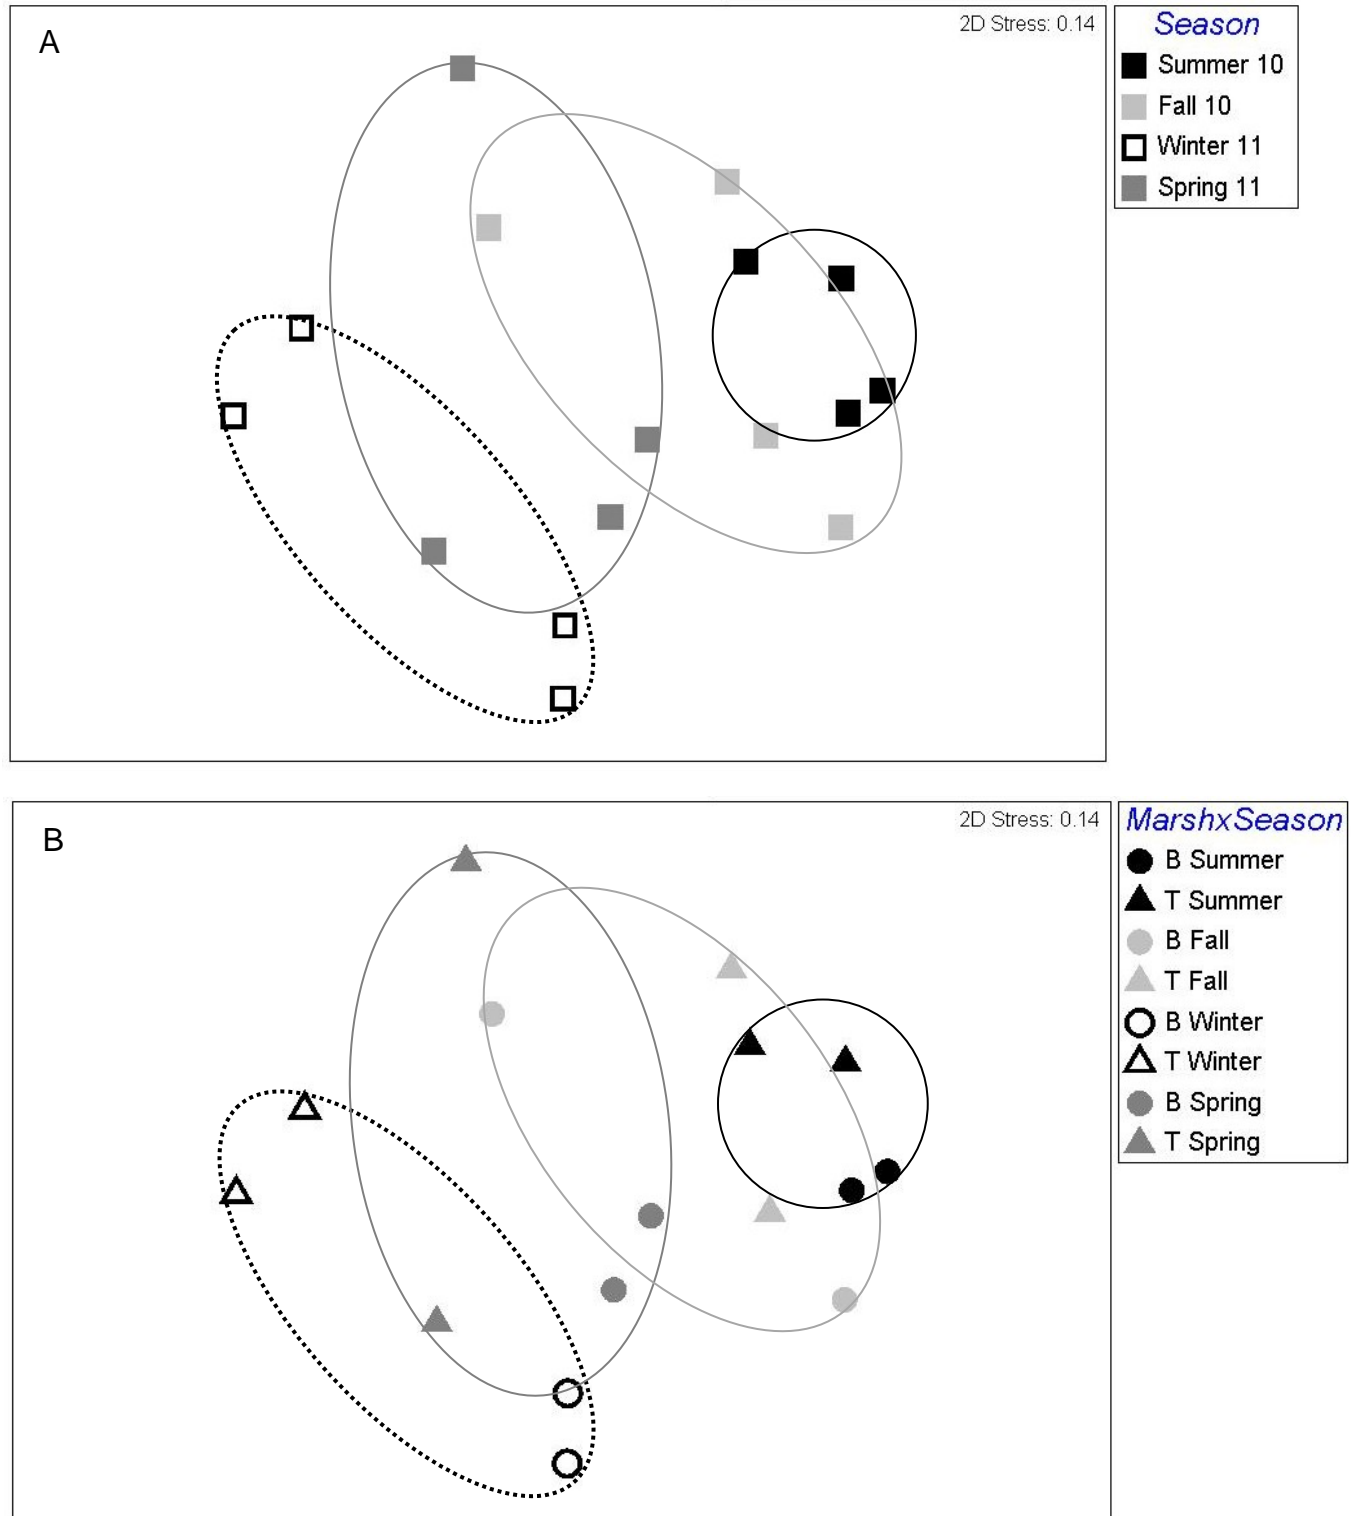 A
2D Stress: 0.14
Season
Summer 10
Fall 10
Winter 11
Spring 11
B
2D Stress: 0.14
MarshxSeason
B Summer
T Summer
B Fall
T Fall
B Winter
T Winter
B Spring
T Spring